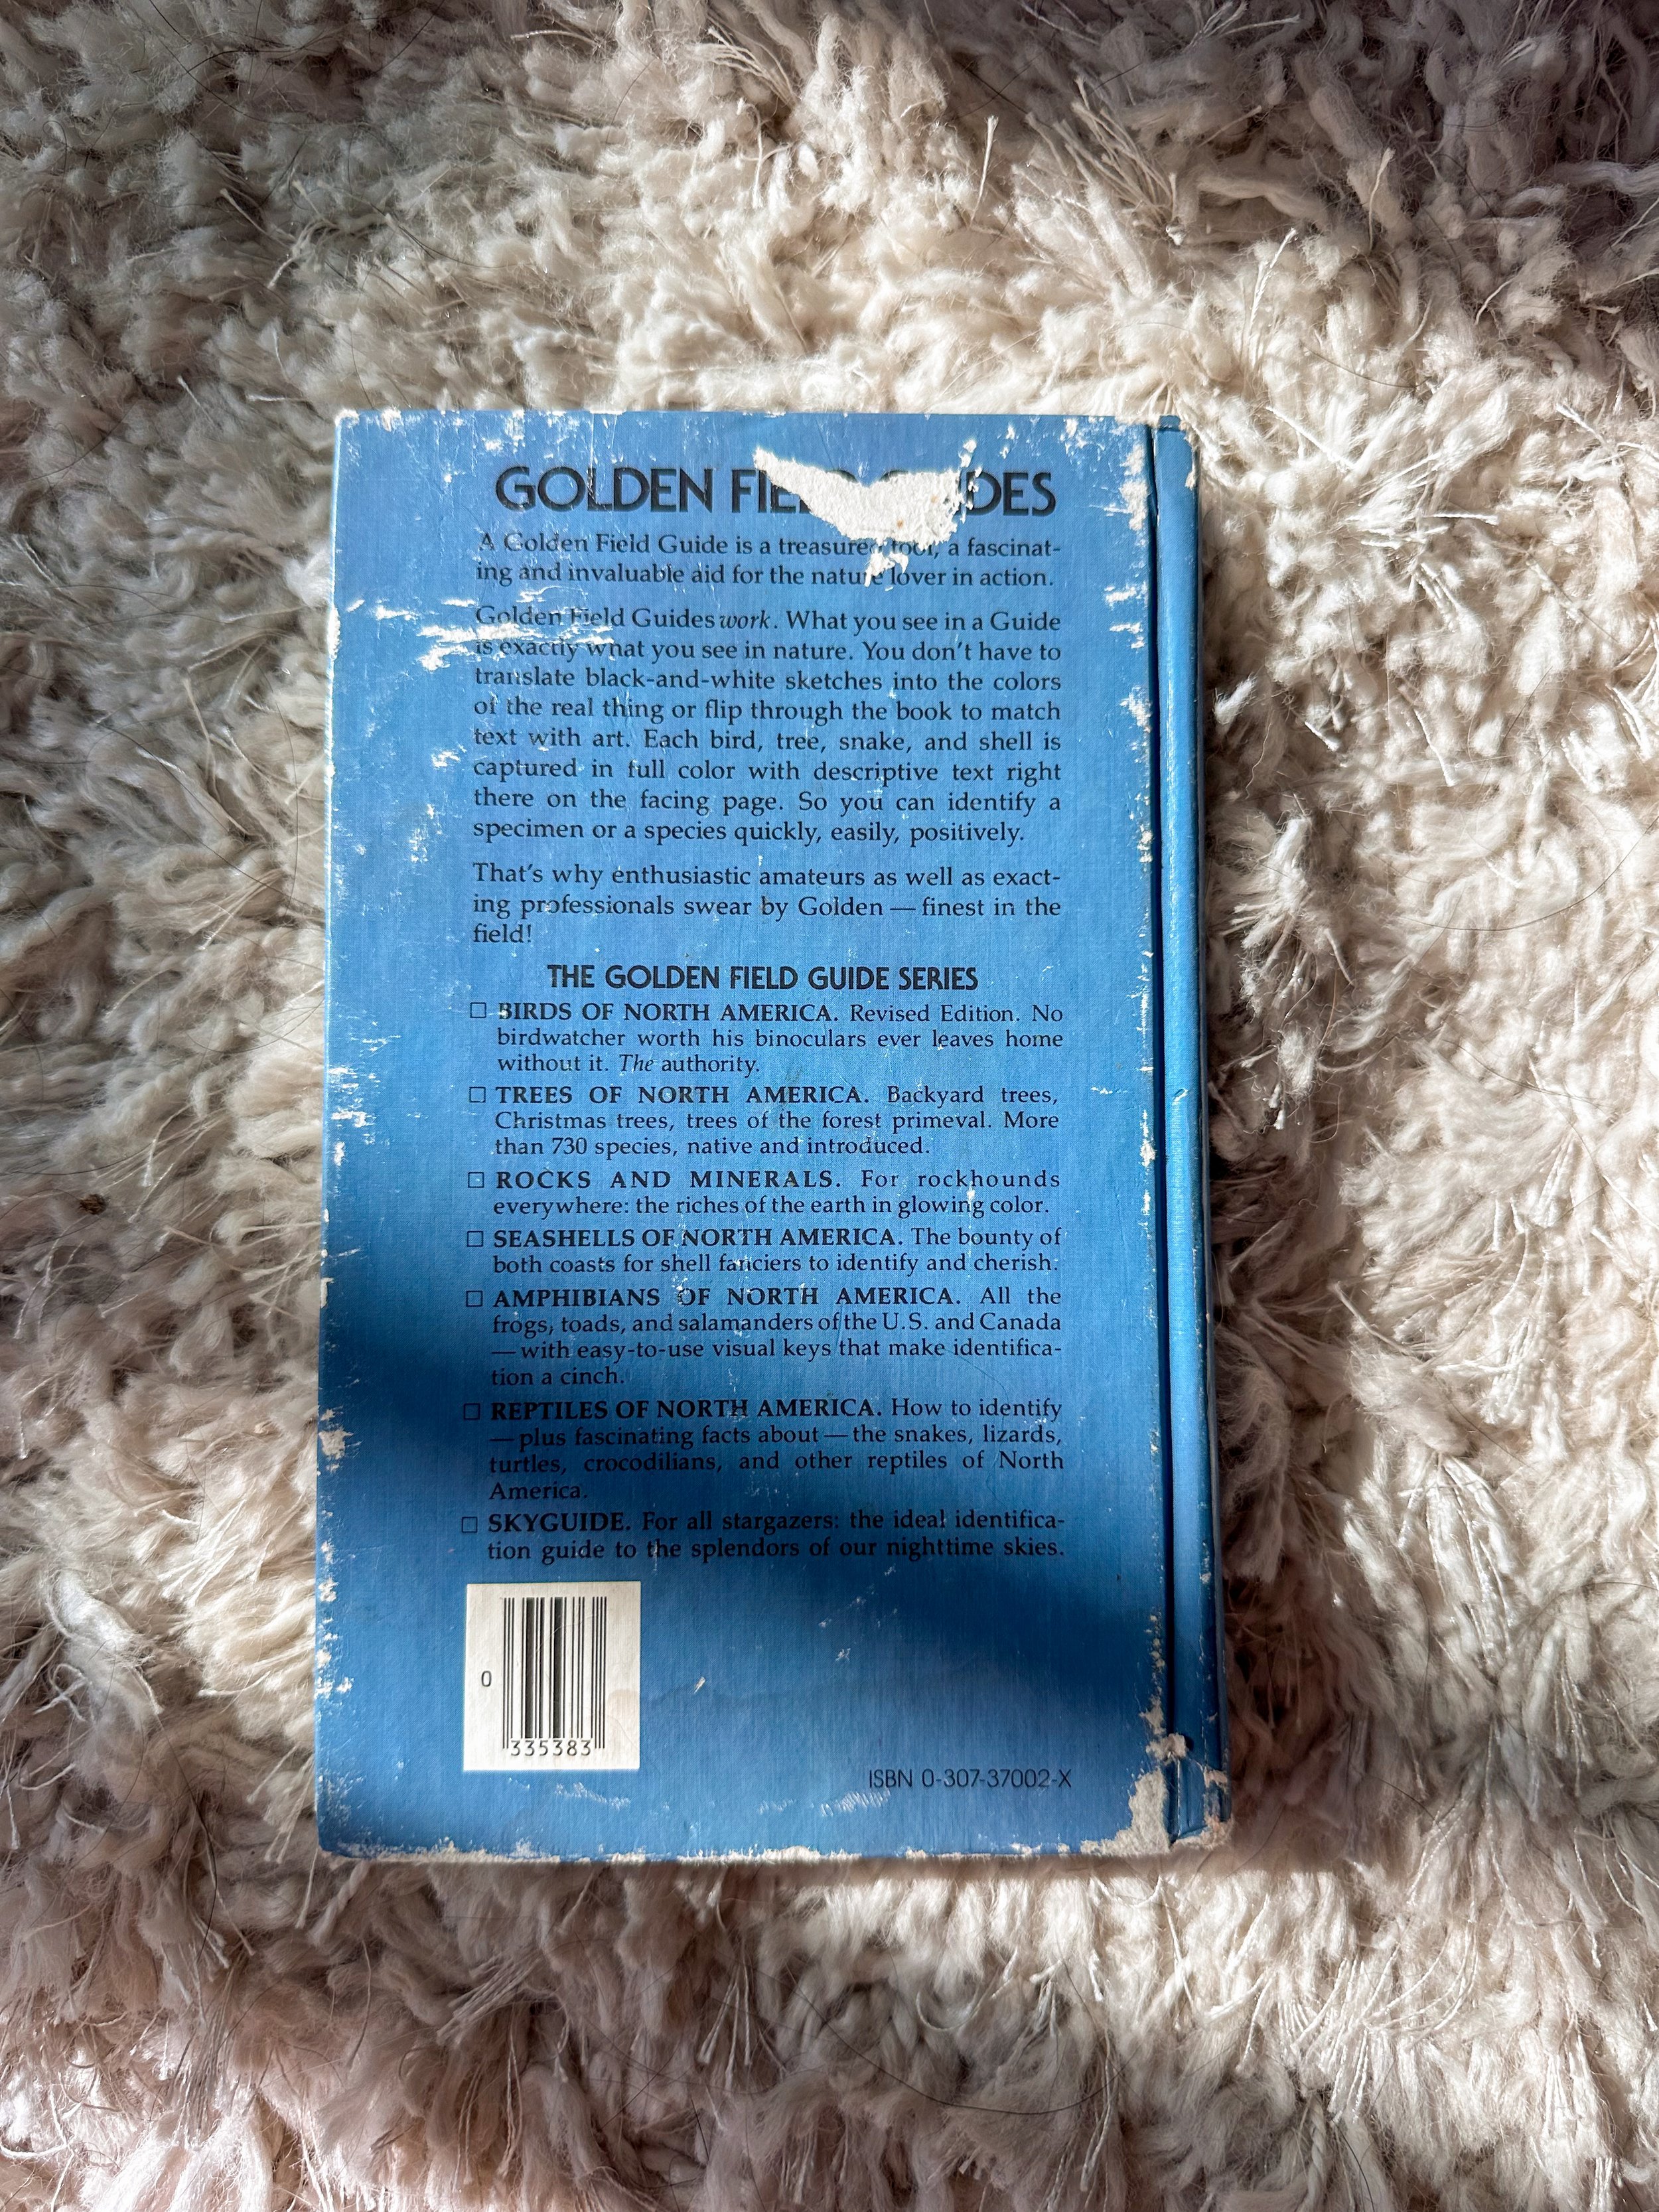 GOLDEN FIELD GUIDES
A Golden Field Guide is a treasured tool, a fascinat-
ing and invaluable aid for the nature lover in action.
Golden Field Guides work. What you see in a Guide
is exactly what you see in nature. You don't have to
translate black-and-white sketches into the colors
of the real thing or flip through the book to match
text with art. Each bird, tree, snake, and shell is
captured in full color with descriptive text right
there on the facing page. So you can identify a
specimen or a species quickly, easily, positively.
That's why enthusiastic amateurs as well as exact-
ing professionals swear by Golden — finest in the
field!
THE GOLDEN FIELD GUIDE SERIES
☐ BIRDS OF NORTH AMERICA. Revised Edition. No
birdwatcher worth his binoculars ever leaves home
without it. The authority.
☐ TREES OF NORTH AMERICA. Backyard trees,
Christmas trees, trees of the forest primeval. More
than 730 species, native and introduced.
☐ ROCKS AND MINERALS. For rockhounds
everywhere: the riches of the earth in glowing color.
☐ SEASHELLS OF NORTH AMERICA. The bounty of
both coasts for shell fanciers to identify and cherish.
☐ AMPHIBIANS OF NORTH AMERICA. All the
frogs, toads, and salamanders of the U.S. and Canada
— with easy-to-use visual keys that make identifica-
tion a cinch.
☐ REPTILES OF NORTH AMERICA. How to identify
— plus fascinating facts about — the snakes, lizards,
turtles, crocodilians, and other reptiles of North
America.
☐ SKYGUIDE. For all stargazers: the ideal identifica-
tion guide to the splendors of our nighttime skies.
0
335383
ISBN 0-307-37002-X